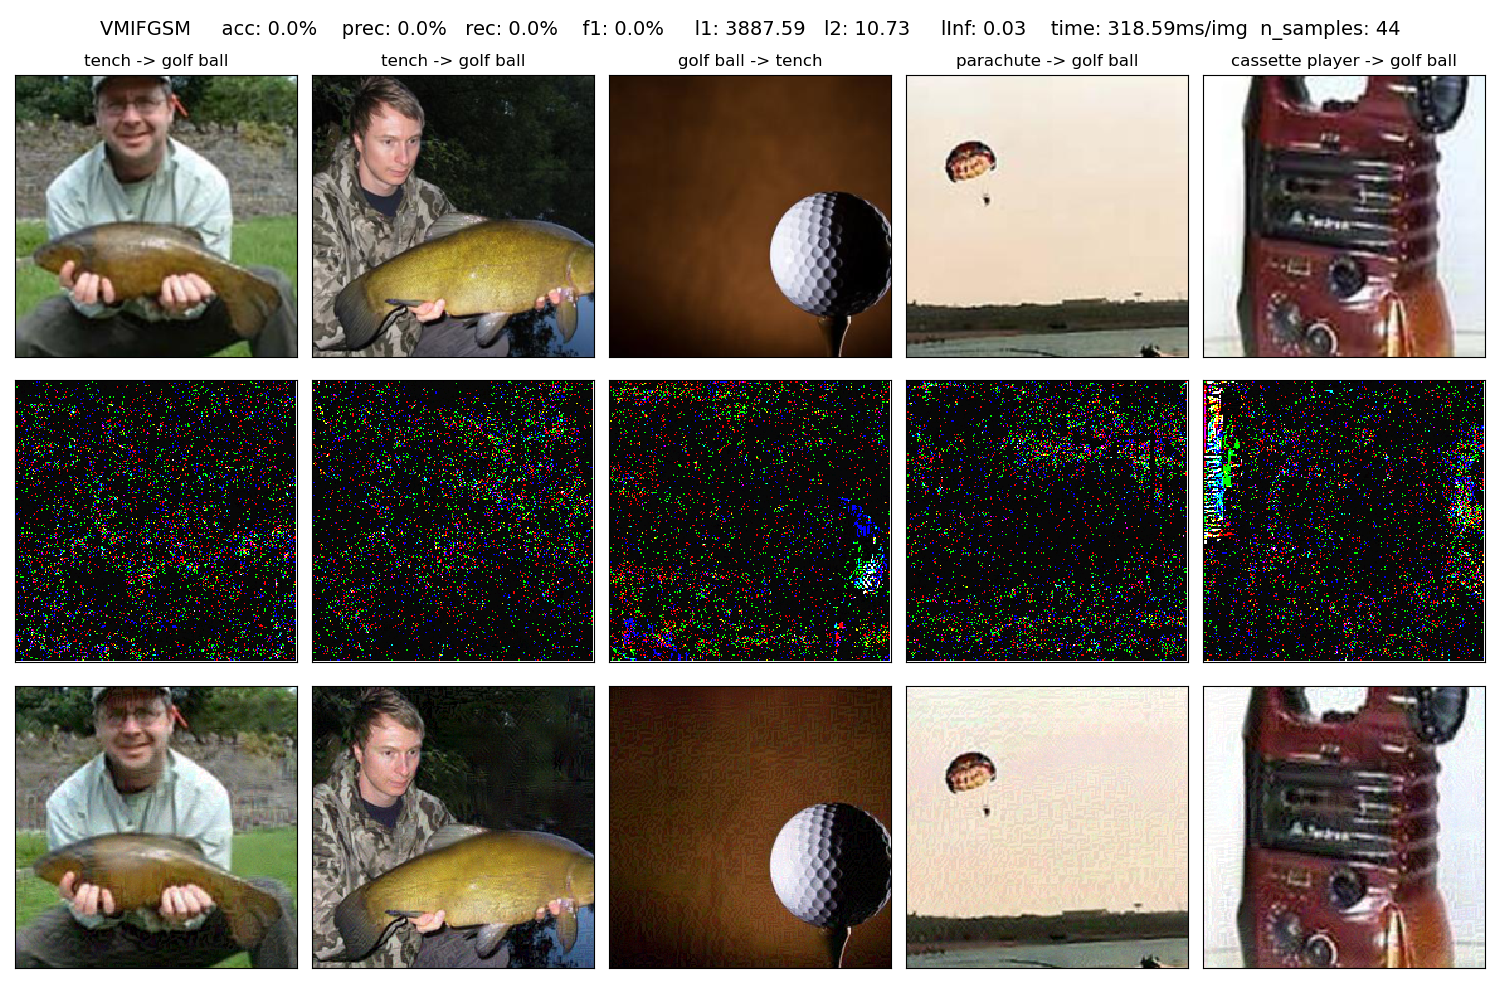 VMIFGSM acc: 0.0% prec: 0.0% rec: 0.0% f1: 0.0% l1: 3887.59 l2: 10.73 lInf: 0.03 time: 318.59ms/img n_samples: 44
tench -> golf ball
tench -> golf ball
golf ball -> tench
parachute -> golf ball
cassette player -> golf ball